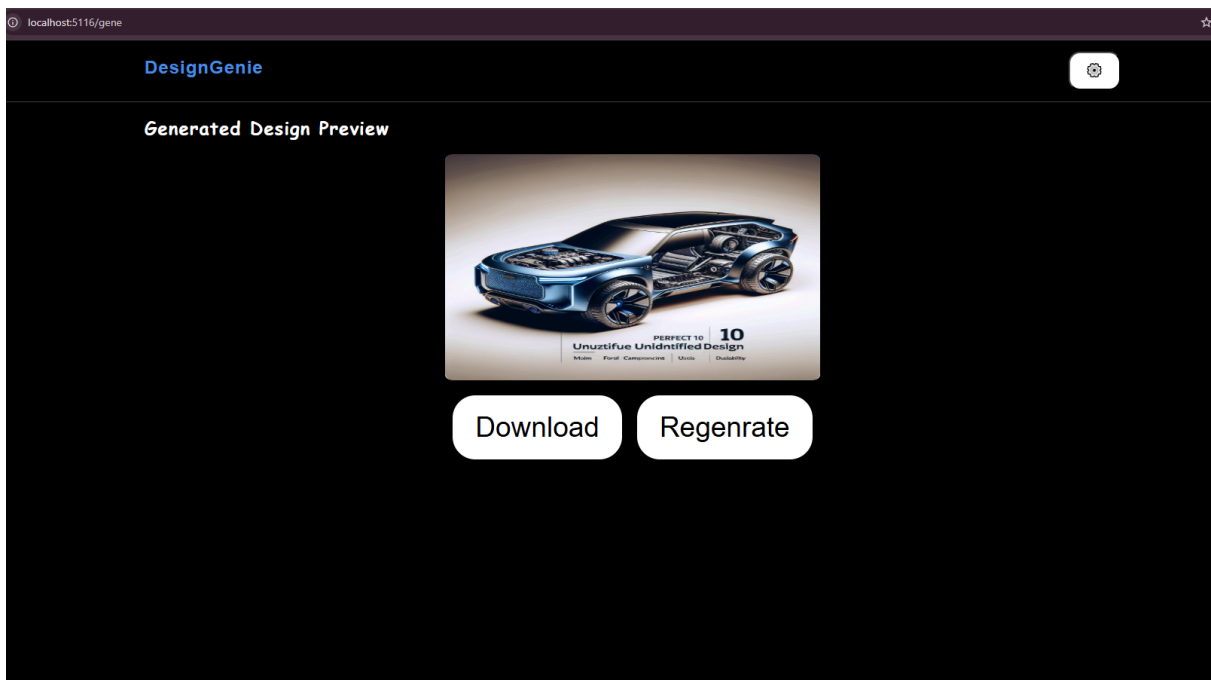 localhost:5116/gene
DesignGenie
Generated Design Preview
PERFECT 10 10
Unuztifue Unidntified Design
Download Regenrate